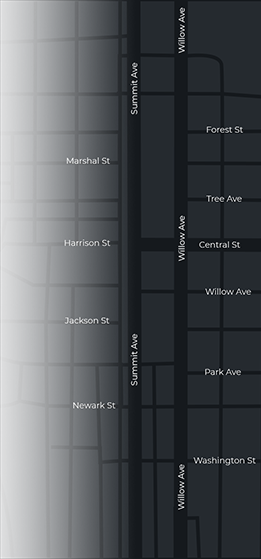 Willow Ave
Summit Ave
Forest St
Marshal St
Tree Ave
Willow Ave
Harrison St
Central St
Willow Ave
Jackson St
Summit Ave
Park Ave
Newark St
Washington St
Willow Ave